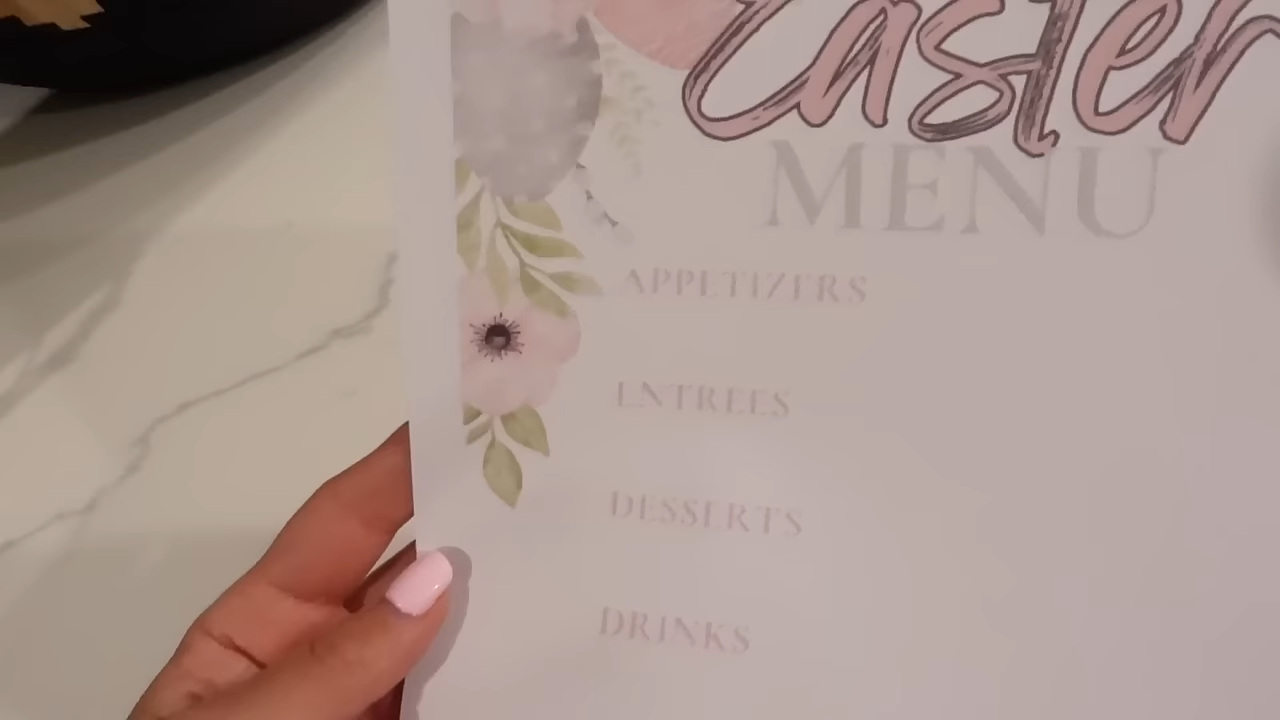 Easter
MENU
APPETIZERS
ENTREES
DESSERTS
DRINKS